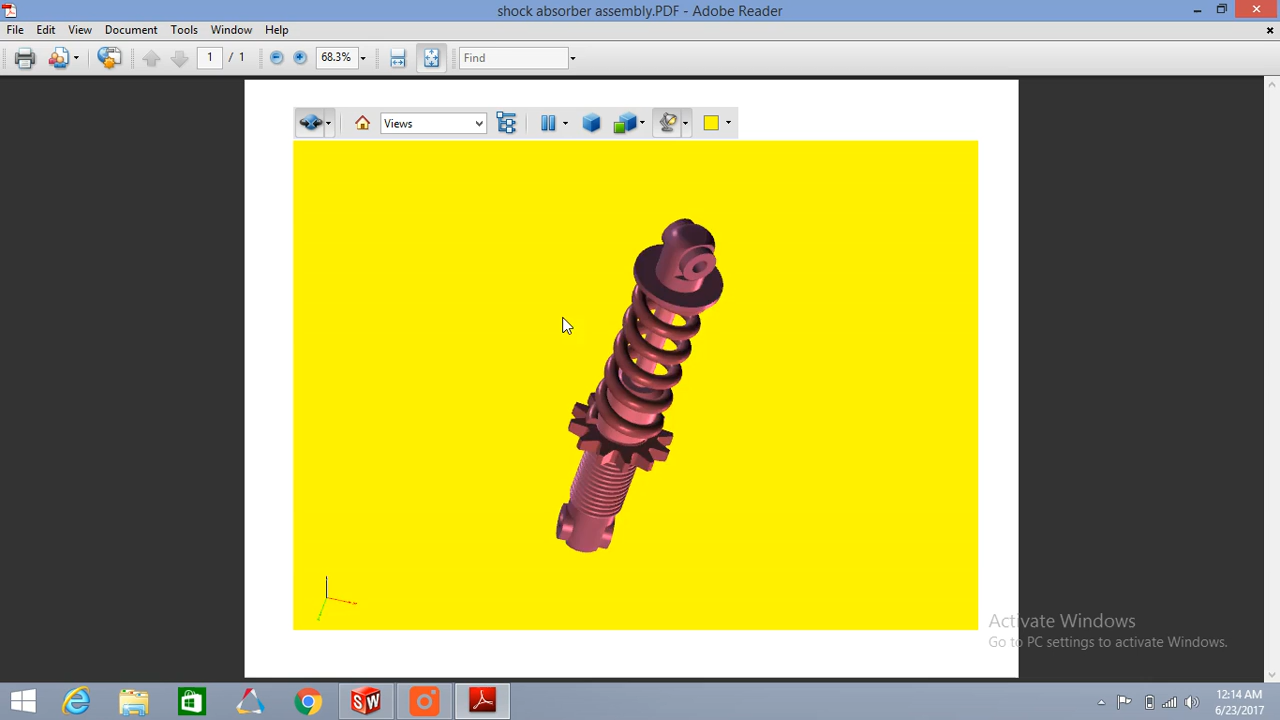 shock absorber assembly.PDF - Adobe Reader
File Edit View Document Tools Window Help
1 / 1 68.3% Find
Views
Activate Windows
Go to PC settings to activate Windows.
SW
12:14 AM
6/23/2017